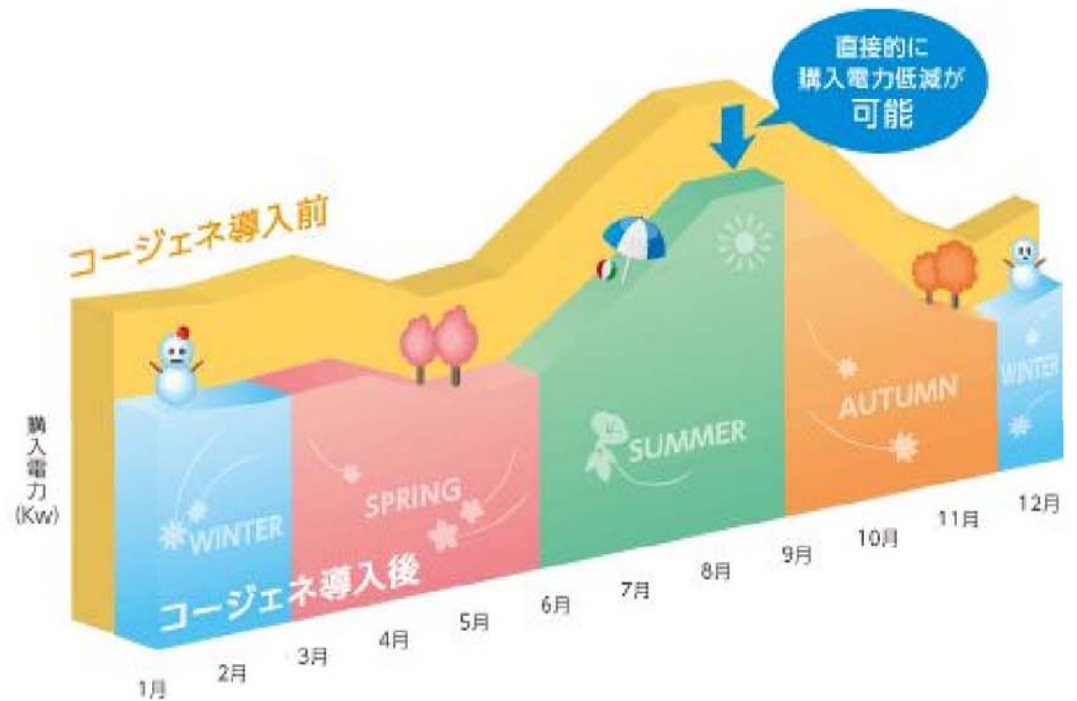 直接的に
購入電力低減が
可能
コージェネ導入前
購入電力
(Kw)
WINTER
SPRING
SUMMER
AUTUMN
WINTER
コージェネ導入後
1月
2月
3月
4月
5月
6月
7月
8月
9月
10月
11月
12月